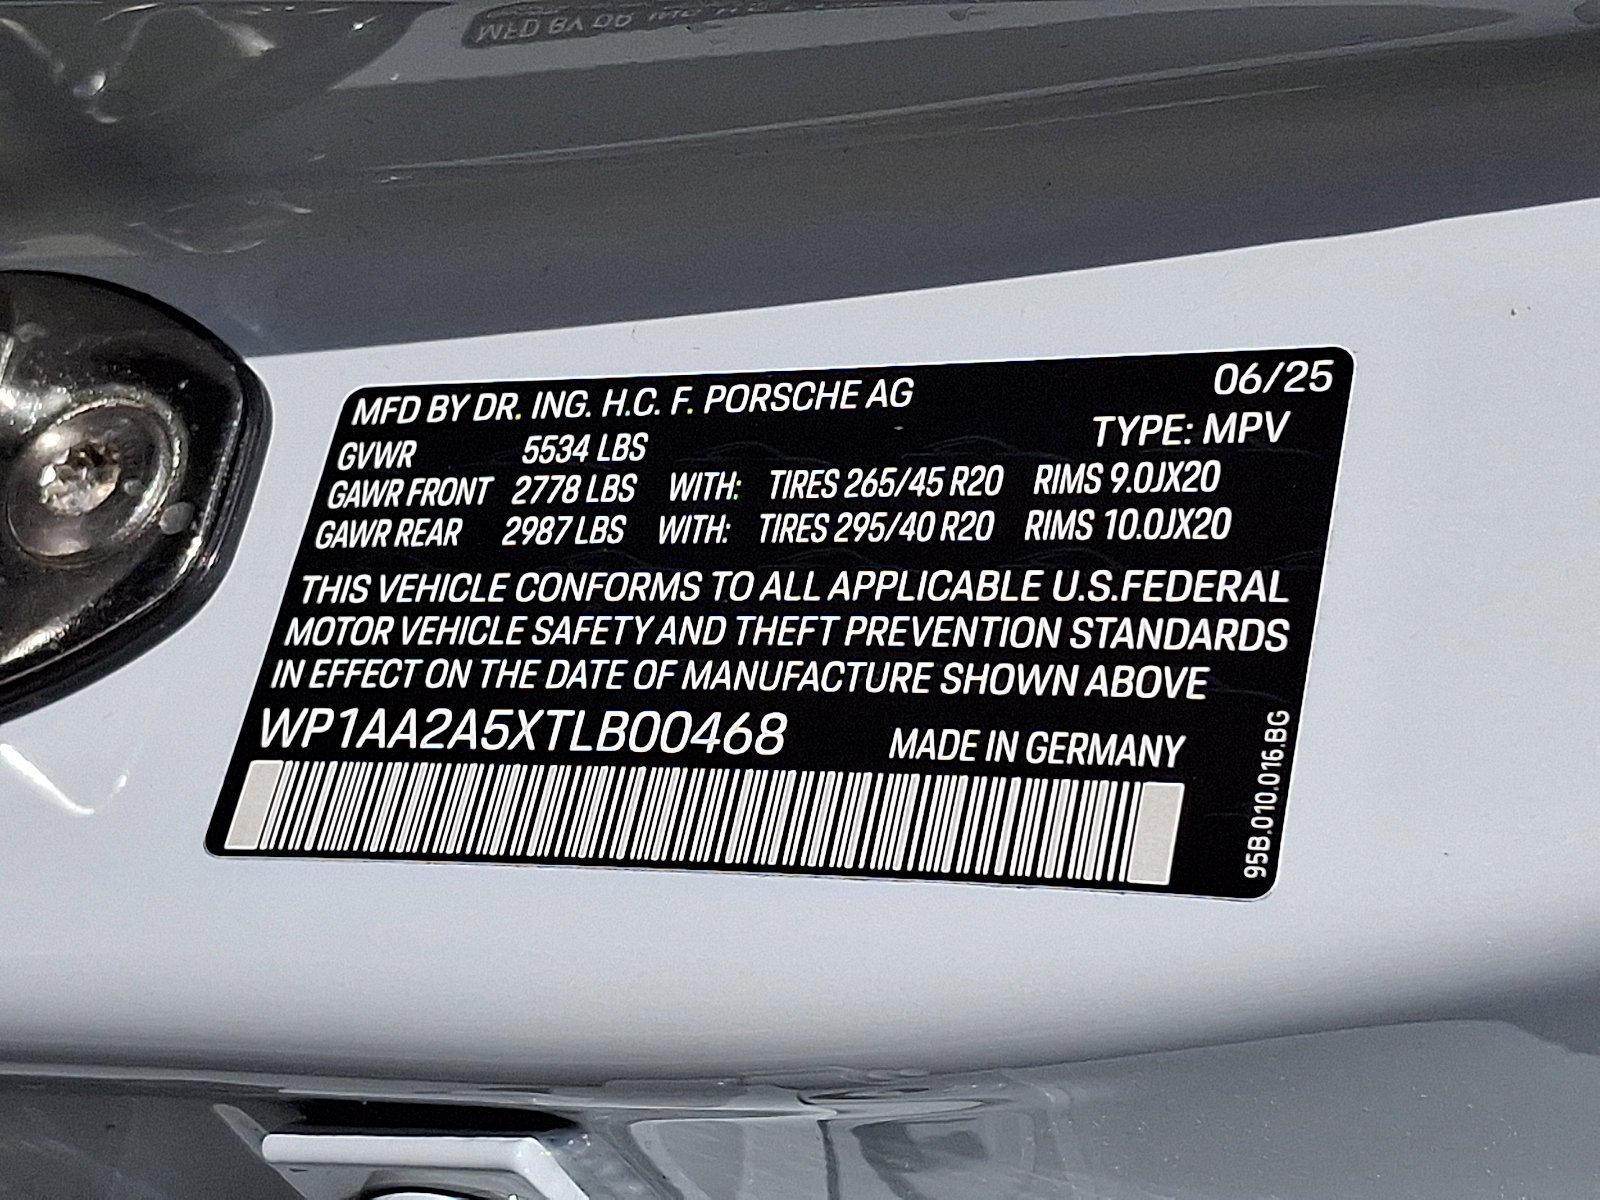 MFD BY DR. ING. H.C. F. PORSCHE AG 06/25
TYPE: MPV
GVWR 5534 LBS
GAWR FRONT 2778 LBS WITH: TIRES 265/45 R20 RIMS 9.0JX20
GAWR REAR 2987 LBS WITH: TIRES 295/40 R20 RIMS 10.0JX20
THIS VEHICLE CONFORMS TO ALL APPLICABLE U.S.FEDERAL
MOTOR VEHICLE SAFETY AND THEFT PREVENTION STANDARDS
IN EFFECT ON THE DATE OF MANUFACTURE SHOWN ABOVE
WP1AA2A5XTLB00468 MADE IN GERMANY
95B.010.016.BG